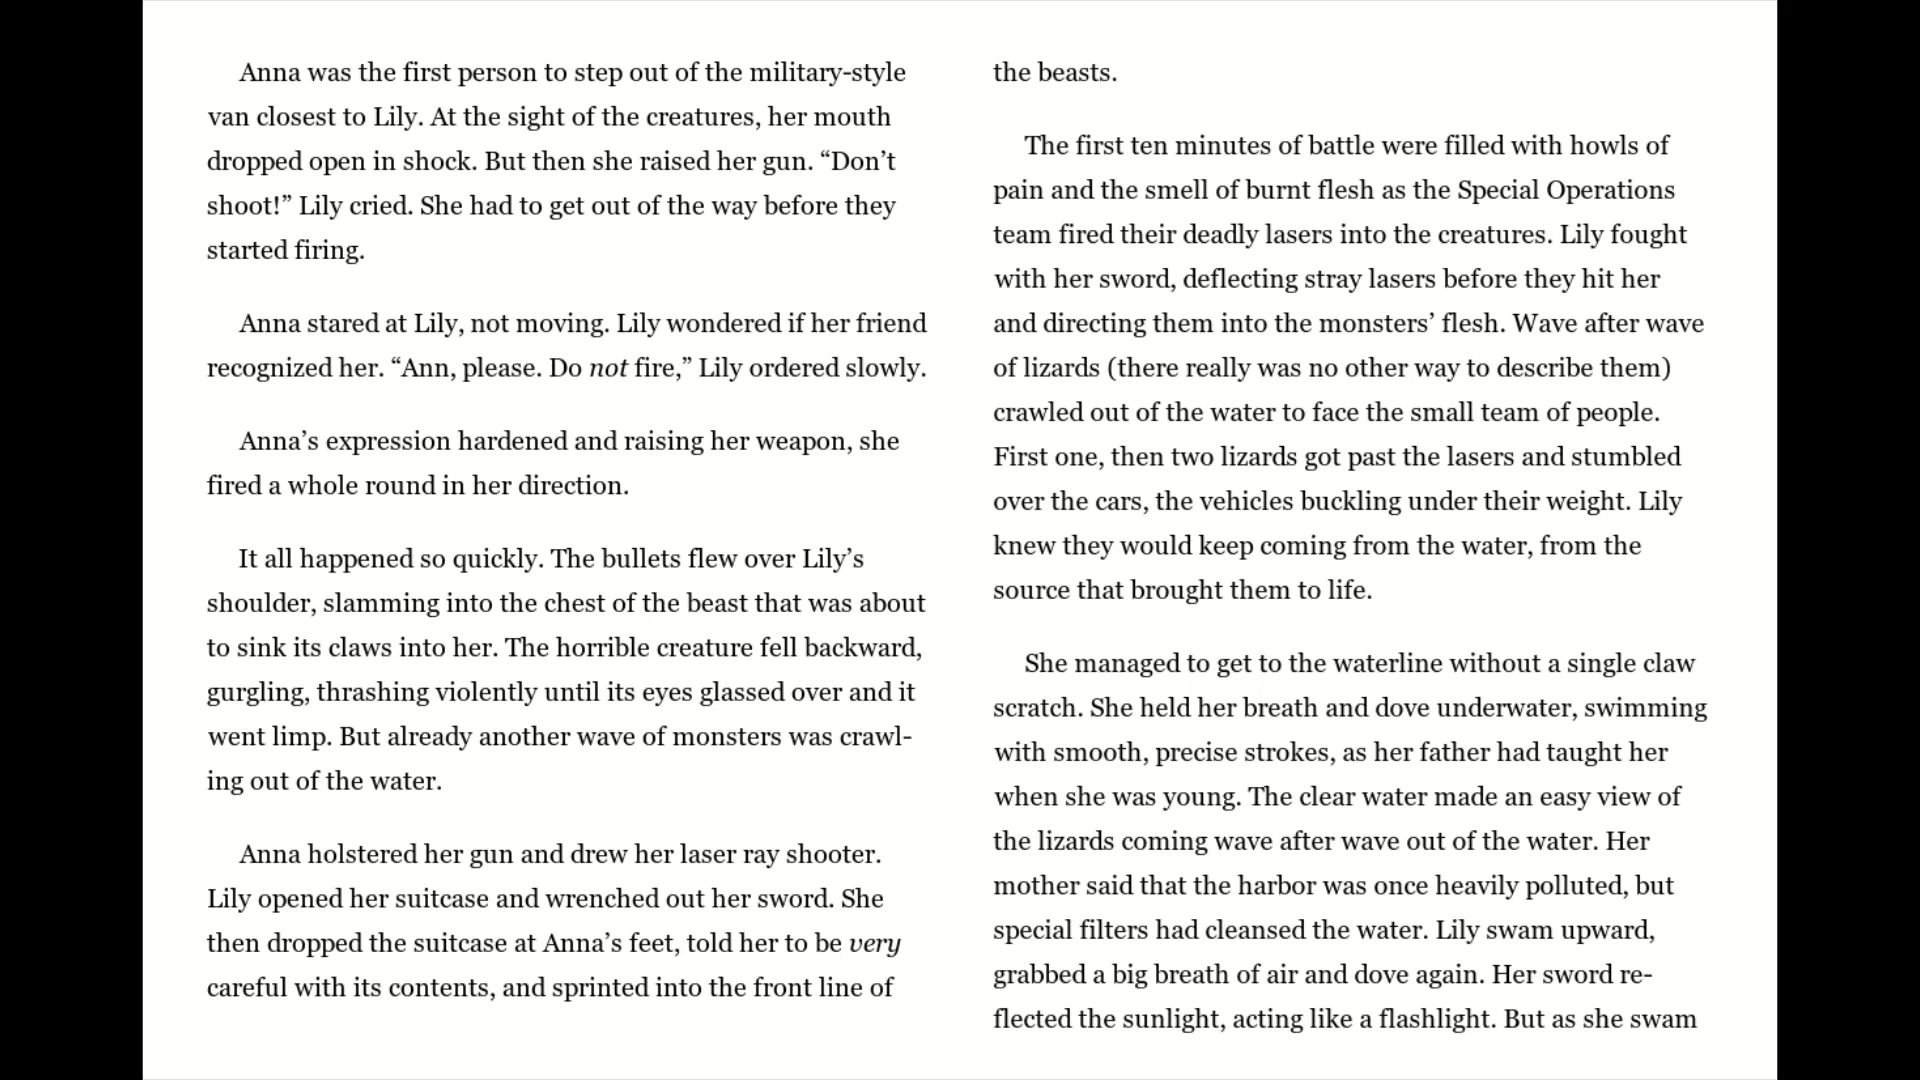 Anna was the first person to step out of the military-style
van closest to Lily. At the sight of the creatures, her mouth
dropped open in shock. But then she raised her gun. “Don’t
shoot!” Lily cried. She had to get out of the way before they
started firing.
Anna stared at Lily, not moving. Lily wondered if her friend
recognized her. “Ann, please. Do not fire,” Lily ordered slowly.
Anna’s expression hardened and raising her weapon, she
fired a whole round in her direction.
It all happened so quickly. The bullets flew over Lily’s
shoulder, slamming into the chest of the beast that was about
to sink its claws into her. The horrible creature fell backward,
gurgling, thrashing violently until its eyes glassed over and it
went limp. But already another wave of monsters was crawl-
ing out of the water.
Anna holstered her gun and drew her laser ray shooter.
Lily opened her suitcase and wrenched out her sword. She
then dropped the suitcase at Anna’s feet, told her to be very
careful with its contents, and sprinted into the front line of
the beasts.
The first ten minutes of battle were filled with howls of
pain and the smell of burnt flesh as the Special Operations
team fired their deadly lasers into the creatures. Lily fought
with her sword, deflecting stray lasers before they hit her
and directing them into the monsters’ flesh. Wave after wave
of lizards (there really was no other way to describe them)
crawled out of the water to face the small team of people.
First one, then two lizards got past the lasers and stumbled
over the cars, the vehicles buckling under their weight. Lily
knew they would keep coming from the water, from the
source that brought them to life.
She managed to get to the waterline without a single claw
scratch. She held her breath and dove underwater, swimming
with smooth, precise strokes, as her father had taught her
when she was young. The clear water made an easy view of
the lizards coming wave after wave out of the water. Her
mother said that the harbor was once heavily polluted, but
special filters had cleansed the water. Lily swam upward,
grabbed a big breath of air and dove again. Her sword re-
flected the sunlight, acting like a flashlight. But as she swam